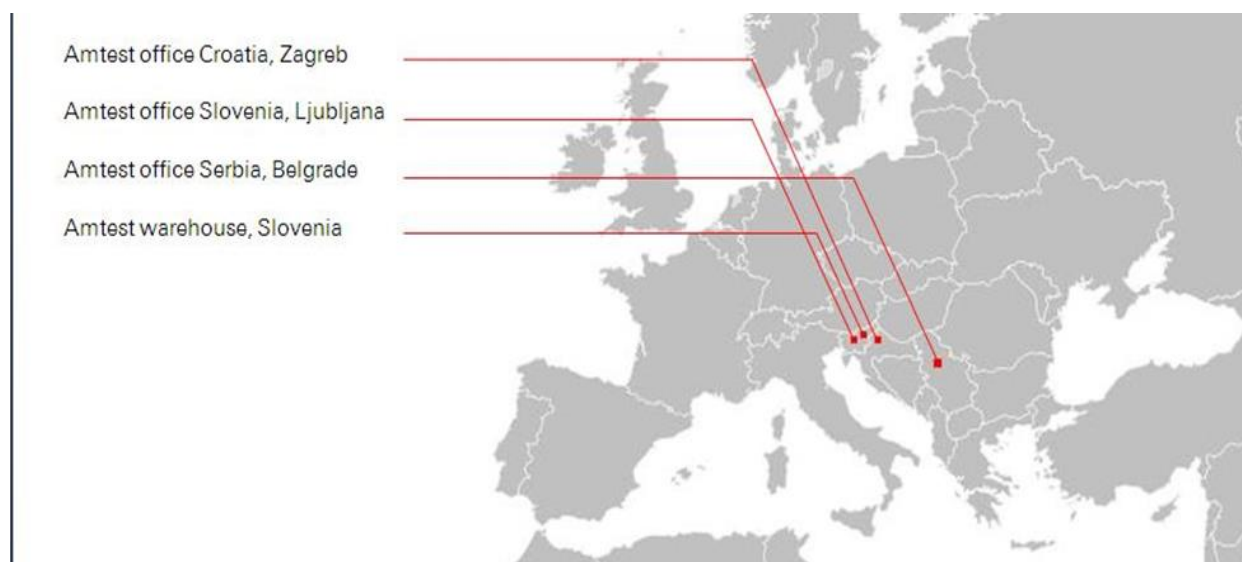 Amtest office Croatia, Zagreb
Amtest office Slovenia, Ljubljana
Amtest office Serbia, Belgrade
Amtest warehouse, Slovenia